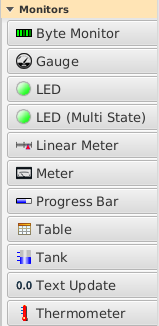 Monitors
Byte Monitor
Gauge
LED
LED (Multi State)
Linear Meter
Meter
Progress Bar
Table
Tank
0.0 Text Update
Thermometer